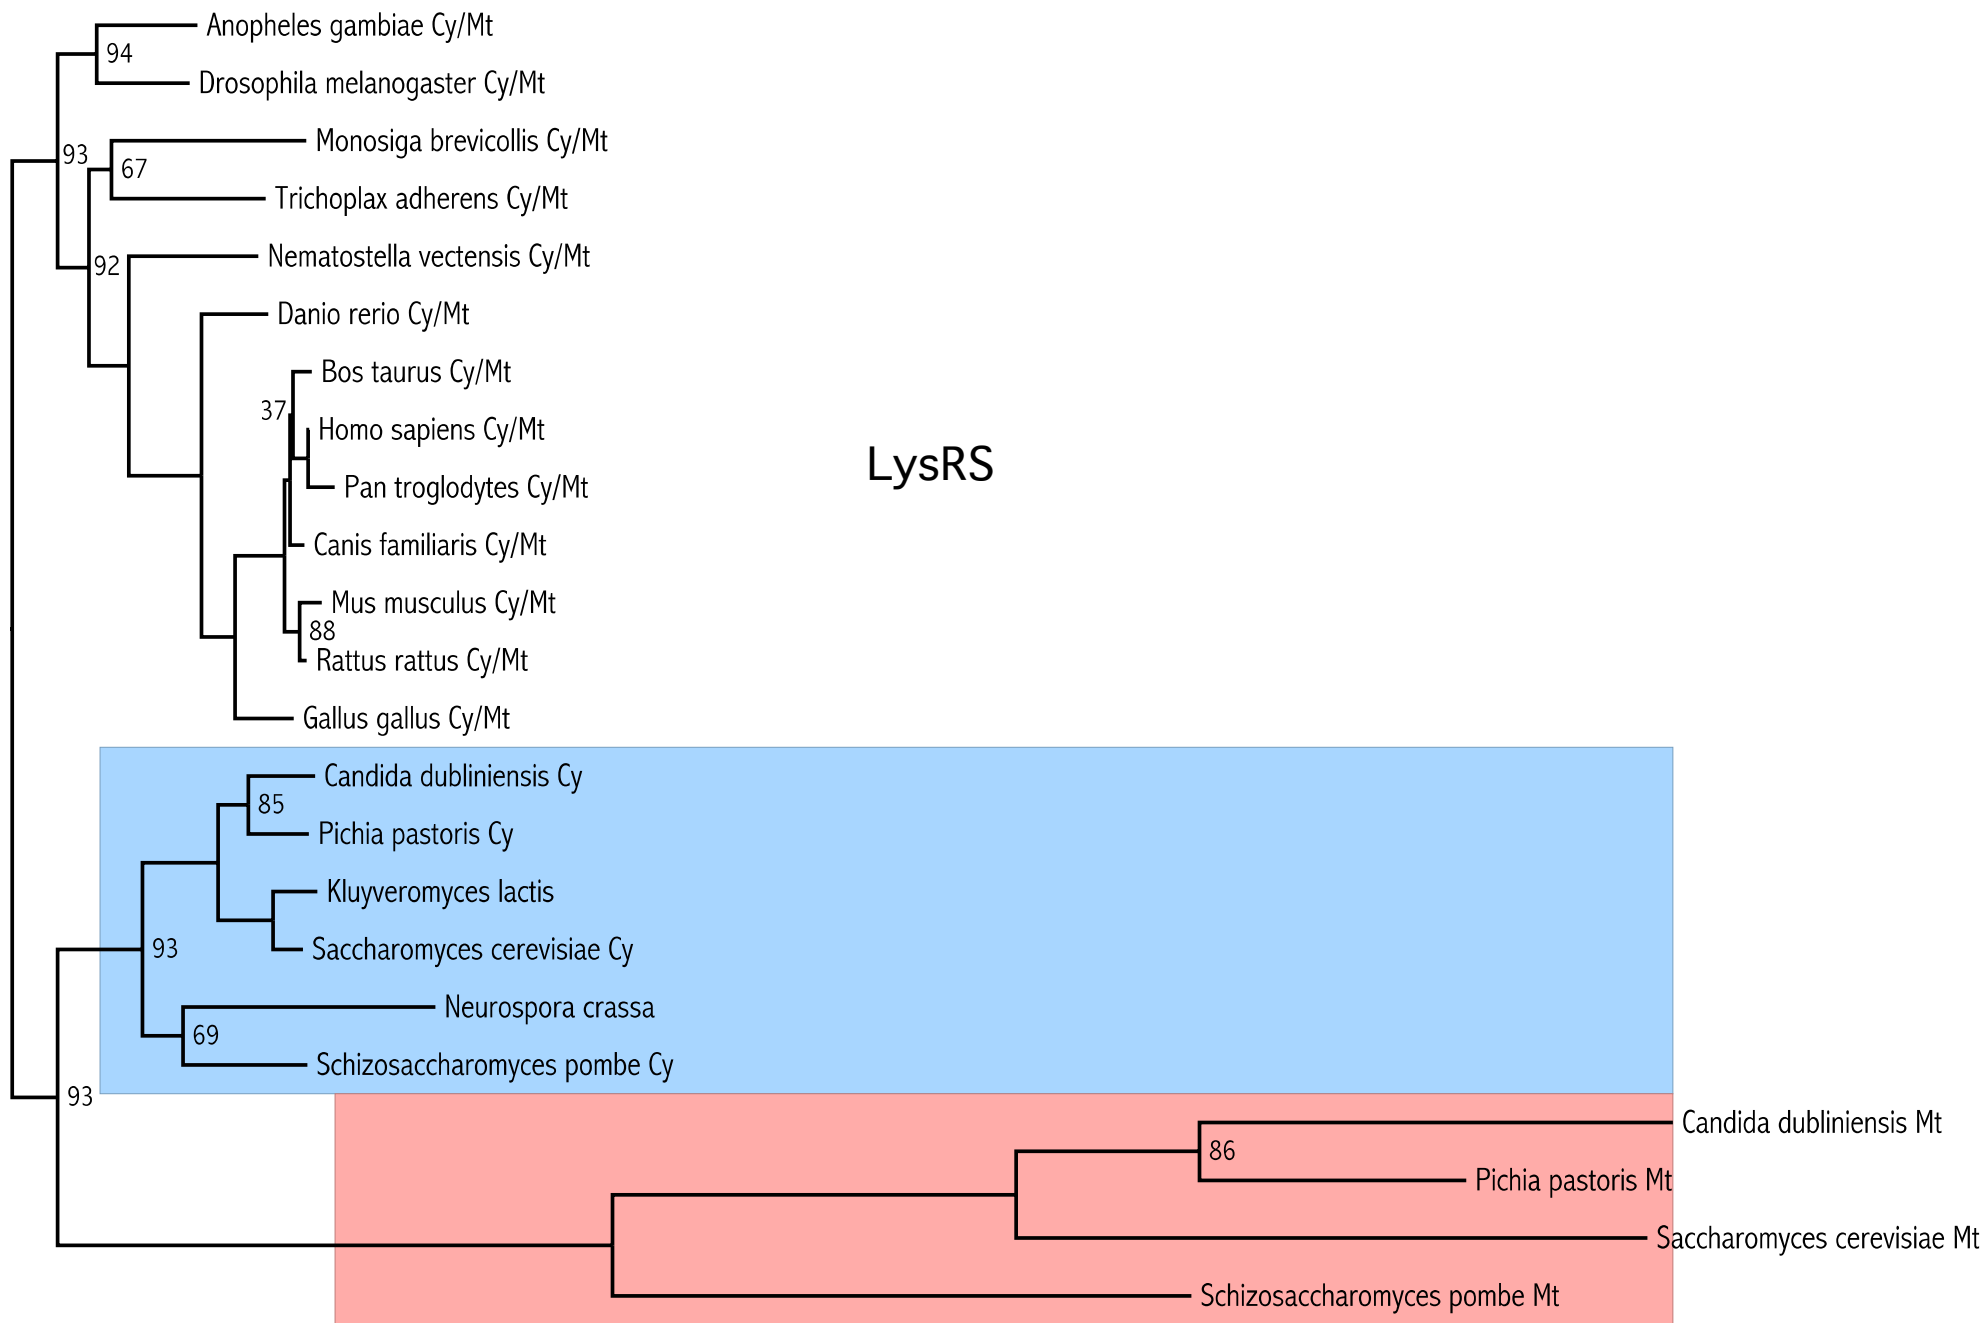 Anopheles gambiae Cy/Mt
94
Drosophila melanogaster Cy/Mt
Monosiga brevicollis Cy/Mt
93
67
Trichoplax adherens Cy/Mt
Nematostella vectensis Cy/Mt
92
Danio rerio Cy/Mt
Bos taurus Cy/Mt
37
Homo sapiens Cy/Mt
LysRS
Pan troglodytes Cy/Mt
Canis familiaris Cy/Mt
Mus musculus Cy/Mt
88
Rattus rattus Cy/Mt
Gallus gallus Cy/Mt
Candida dubliniensis Cy
85
Pichia pastoris Cy
Kluyveromyces lactis
93
Saccharomyces cerevisiae Cy
Neurospora crassa
69
Schizosaccharomyces pombe Cy
93
Candida dubliniensis Mt
86
Pichia pastoris Mt
Saccharomyces cerevisiae Mt
Schizosaccharomyces pombe Mt